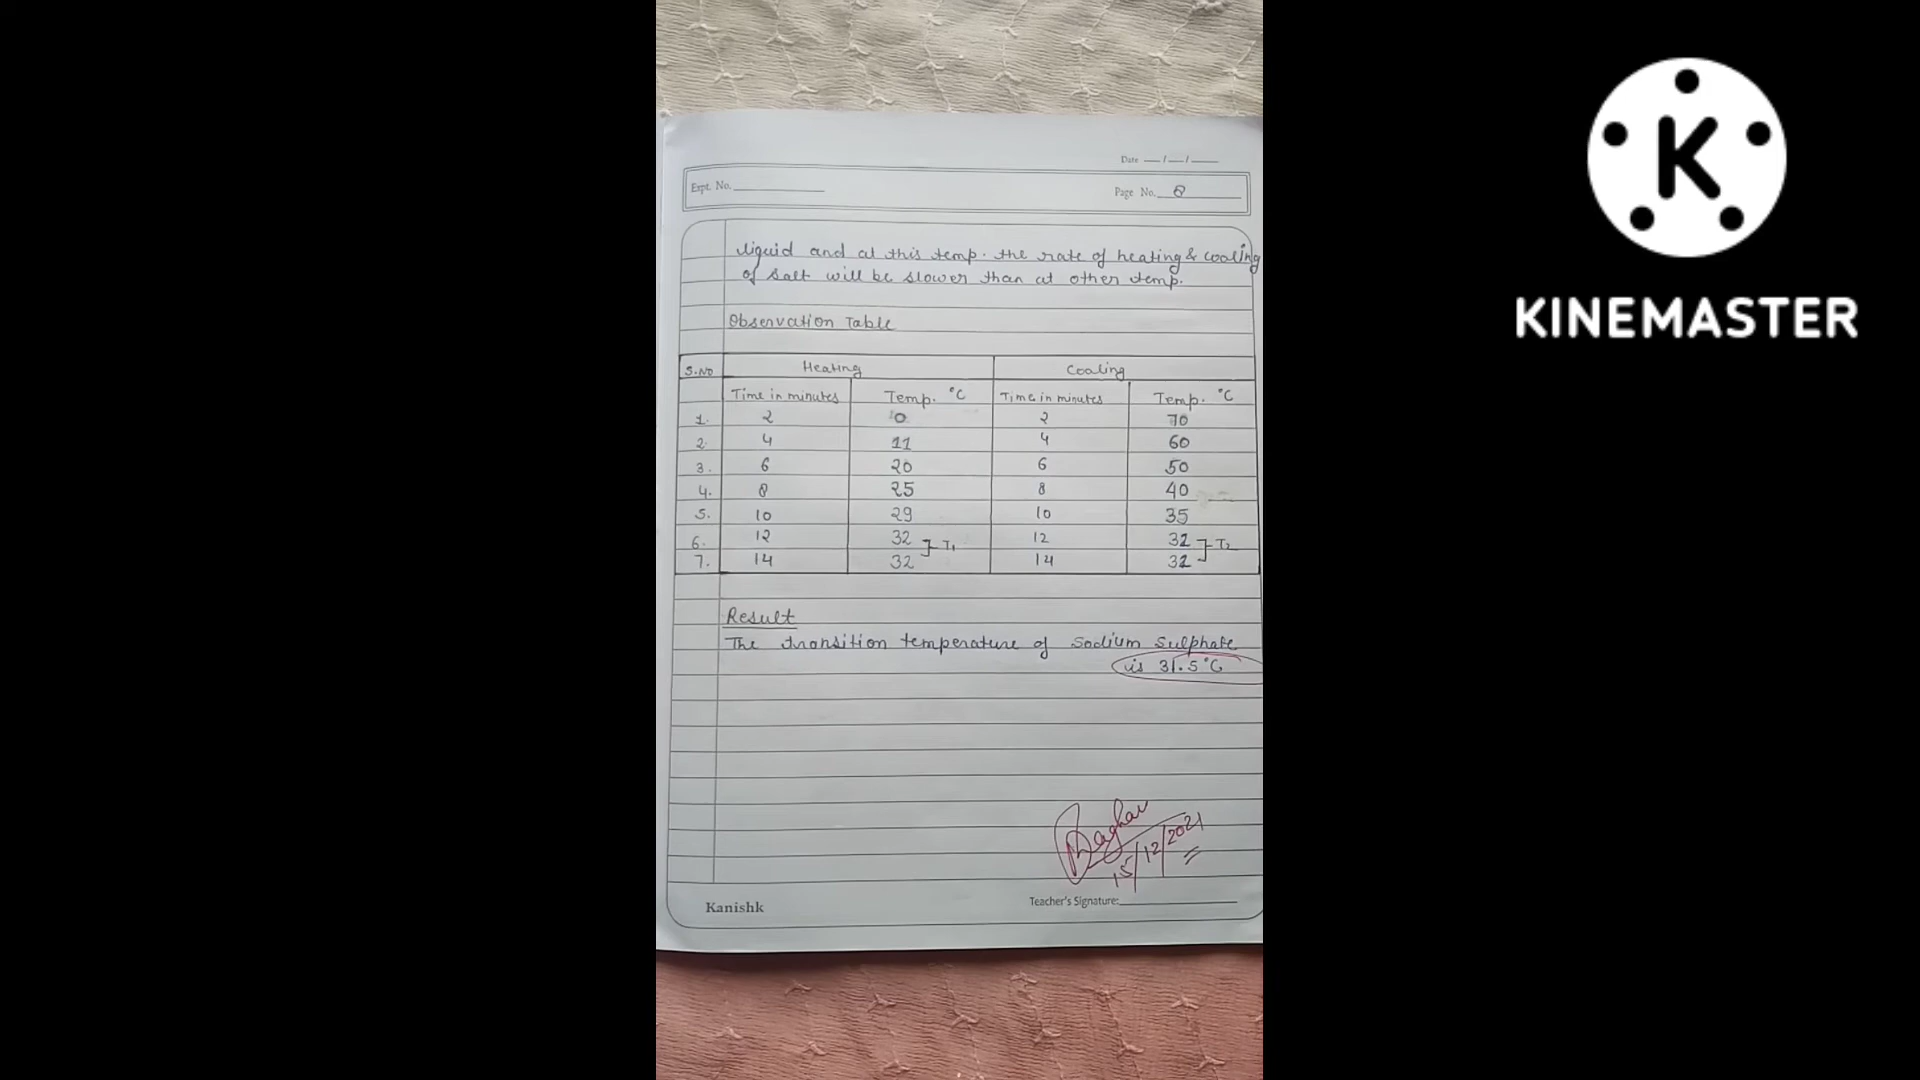 KINEMASTER
Date __/__/__
Expt. No.
Page No. 8
liquid and at this temp. the rate of heating & cooling
of salt will be slower than at other temp.
Observation Table
S.NO Heating Cooling
Time in minutes Temp. °C Time in minutes Temp. °C
1. 2 0 2 70
2. 4 11 4 60
3. 6 20 6 50
4. 8 25 8 40
5. 10 29 10 35
6. 12 32 T1 12 T2
7. 14 32 14
Result
The transition temperature of Sodium Sulphate
is 31.5°C
Raghav
15/12/2021
Kanishk
Teacher's Signature: